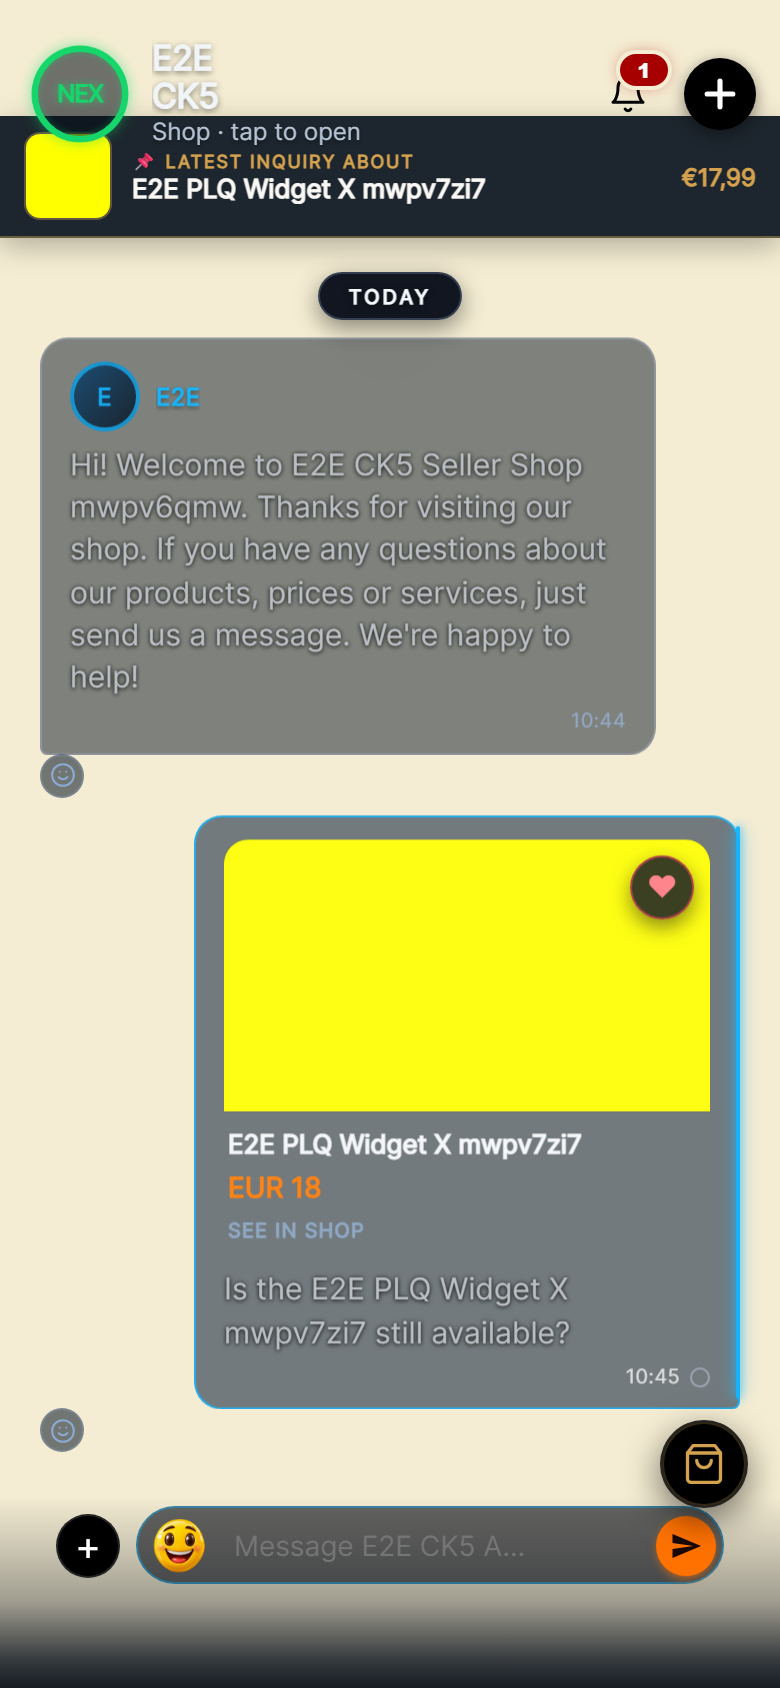 NEX
E2E
CK5
Shop · tap to open
1
📌 LATEST INQUIRY ABOUT
E2E PLQ Widget X mwpv7zi7
€17,99
TODAY
E
E2E
Hi! Welcome to E2E CK5 Seller Shop
mwpv6qmw. Thanks for visiting our
shop. If you have any questions about
our products, prices or services, just
send us a message. We're happy to
help!
10:44
E2E PLQ Widget X mwpv7zi7
EUR 18
SEE IN SHOP
Is the E2E PLQ Widget X
mwpv7zi7 still available?
10:45
Message E2E CK5 A...